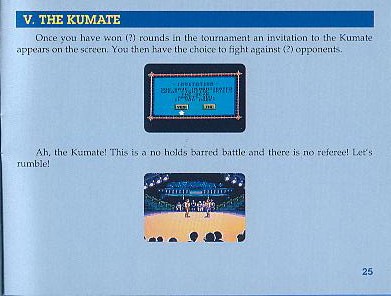 V. THE KUMATE
Once you have won (?) rounds in the tournament an invitation to the Kumate
appears on the screen. You then have the choice to fight against (?) opponents.
INVITATION
Ah, the Kumate! This is a no holds barred battle and there is no referee! Let's
rumble!
25